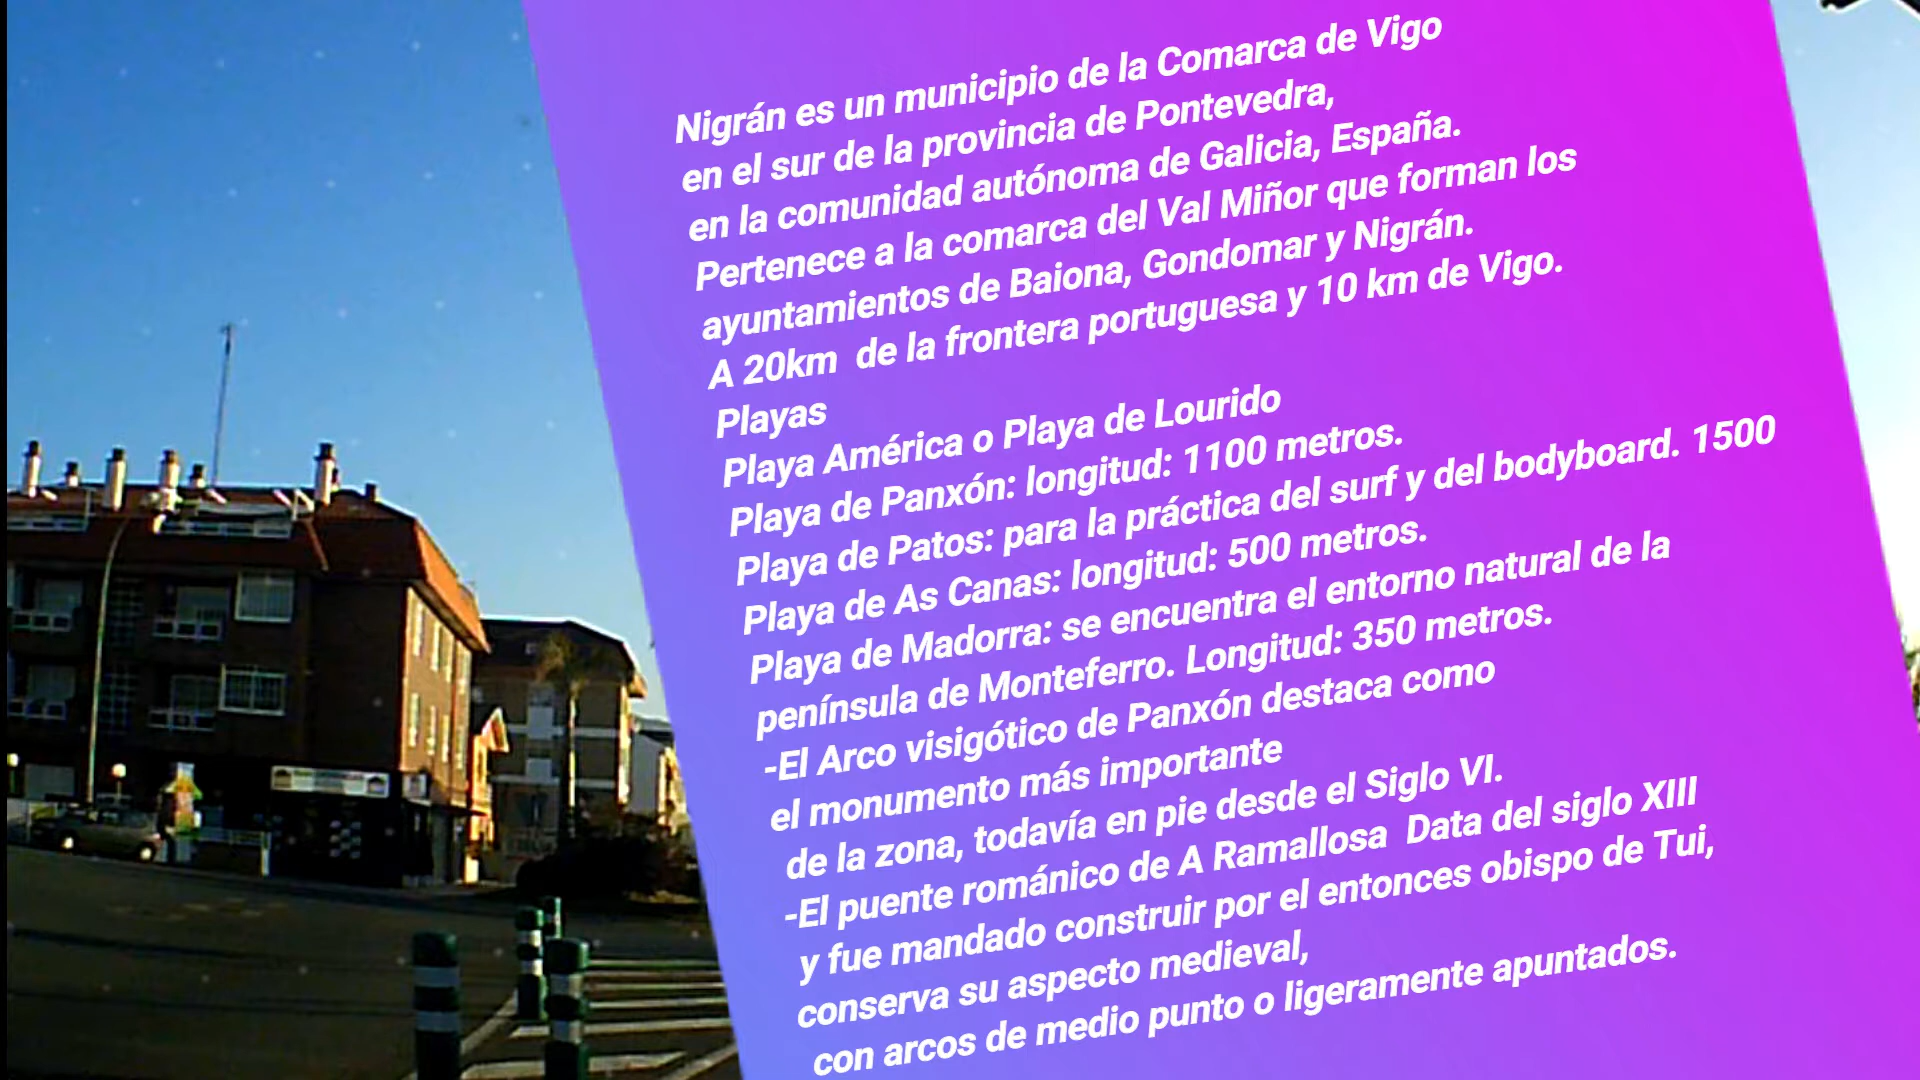 Nigrán es un municipio de la Comarca de Vigo
en el sur de la provincia de Pontevedra,
en la comunidad autónoma de Galicia, España.
Pertenece a la comarca del Val Miñor que forman los
ayuntamientos de Baiona, Gondomar y Nigrán.
A 20km  de la frontera portuguesa y 10 km de Vigo.
Playas
Playa América o Playa de Lourido
Playa de Panxón: longitud: 1100 metros.
Playa de Patos: para la práctica del surf y del bodyboard. 1500
Playa de As Canas: longitud: 500 metros.
Playa de Madorra: se encuentra el entorno natural de la
península de Monteferro. Longitud: 350 metros.
-El Arco visigótico de Panxón destaca como
el monumento más importante
de la zona, todavía en pie desde el Siglo VI.
-El puente románico de A Ramallosa  Data del siglo XIII
y fue mandado construir por el entonces obispo de Tui,
conserva su aspecto medieval,
con arcos de medio punto o ligeramente apuntados.